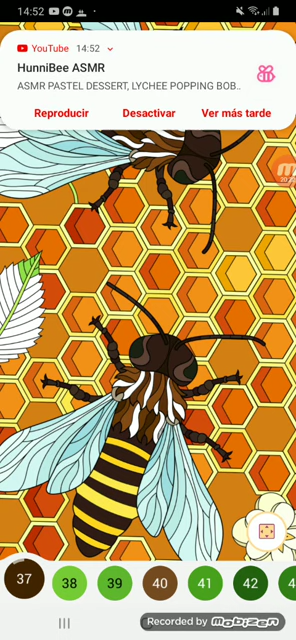 14:52
YouTube 14:52
HunniBee ASMR
ASMR PASTEL DESSERT, LYCHEE POPPING BOB..
Reproducir Desactivar Ver más tarde
37 38 39 40 41 42 4
Recorded by Mobizen